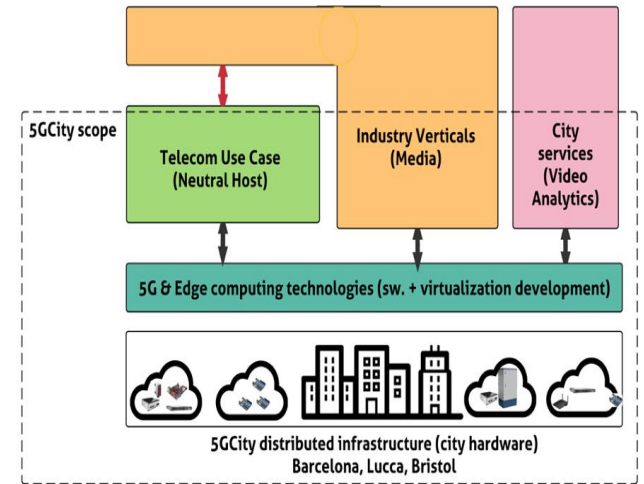 5GCity scope
Telecom Use Case
(Neutral Host)
Industry Verticals
(Media)
City
services
(Video
Analytics)
5G & Edge computing technologies (sw. + virtualization development)
5GCity distributed infrastructure (city hardware)
Barcelona, Lucca, Bristol